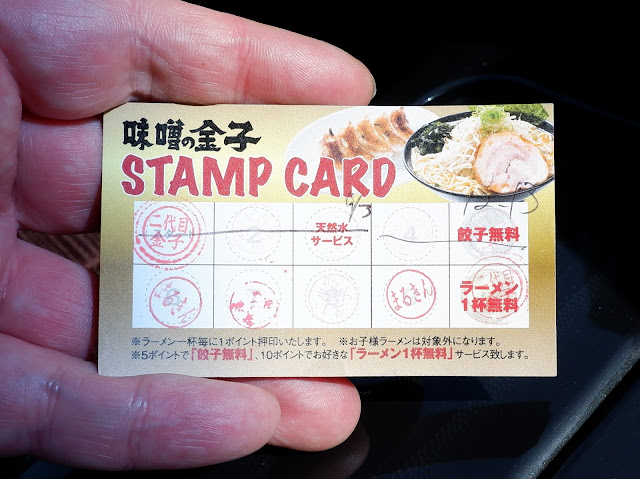 味噌の金子
STAMP CARD
9/3
二代目
金子
2
天然水
サービス
4
餃子無料
まるきん
二代目
ラーメン
1杯無料
※ラーメン一杯毎に1ポイント押印いたします。 ※お子様ラーメンは対象外になります。
※5ポイントで「餃子無料」、10ポイントでお好きな「ラーメン1杯無料」サービス致します。